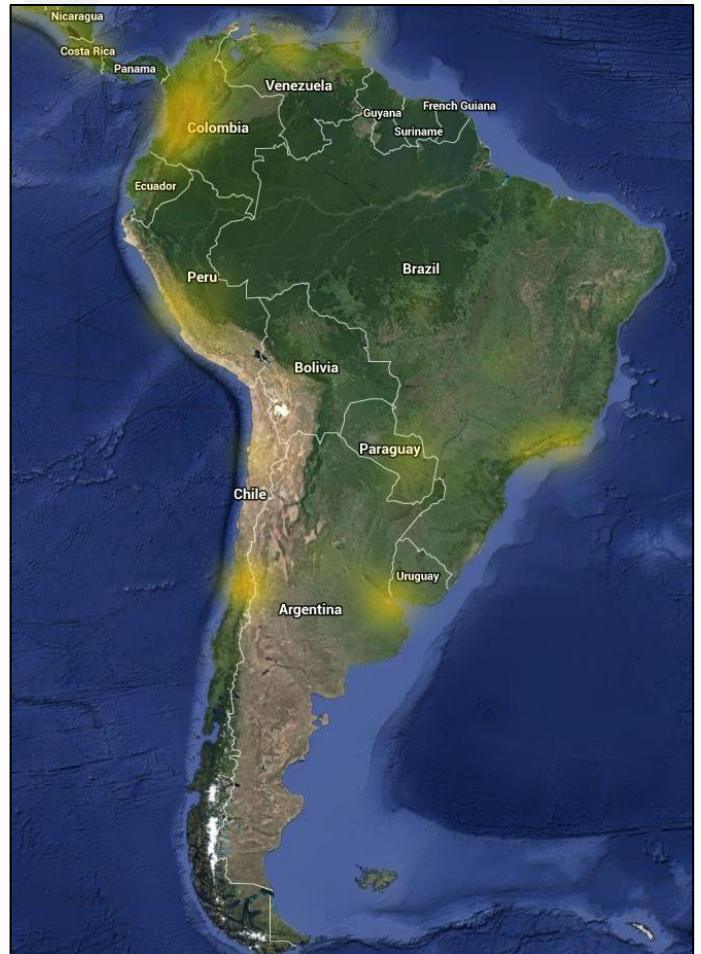 Nicaragua
Costa Rica
Panama
Venezuela
Guyana
French Guiana
Suriname
Colombia
Ecuador
Peru
Brazil
Bolivia
Paraguay
Chile
Uruguay
Argentina